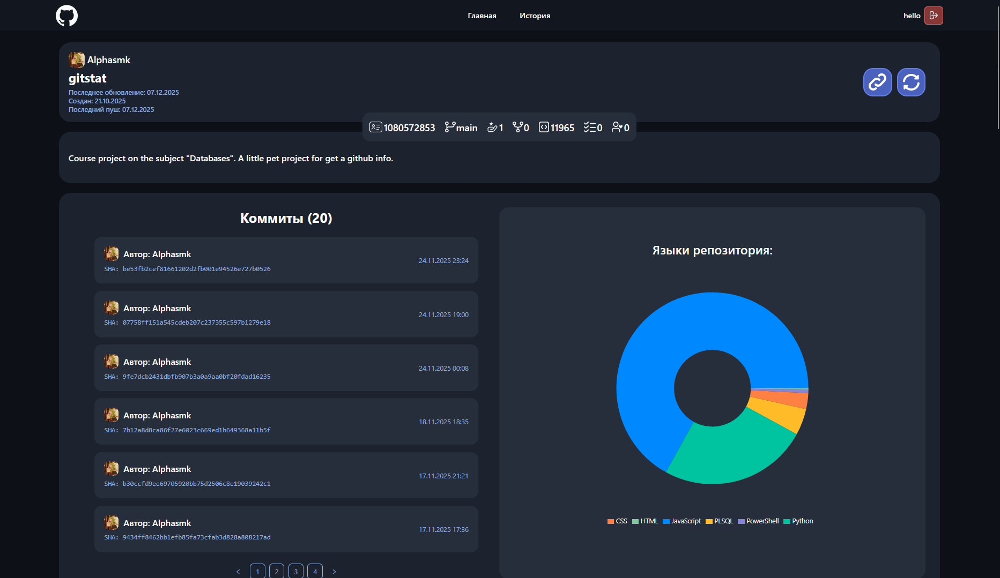 Главная История hello
Alphasmk
gitstat
Последнее обновление: 07.12.2025
Создан: 21.10.2025
Последний пуш: 07.12.2025
1080572853 main 1 0 11965 0 0
Course project on the subject "Databases". A little pet project for get a github info.
Коммиты (20)
Автор: Alphasmk
SHA: be53fb2cef81661202d2fb001e94526e727b0526
24.11.2025 23:24
Автор: Alphasmk
SHA: 07758ff151a545cdeb207c237355c597b1279e18
24.11.2025 19:00
Автор: Alphasmk
SHA: 9fe7dcb2431dbfb907b3a0a9aa0bf20fdad16235
24.11.2025 00:08
Автор: Alphasmk
SHA: 7b12a8d8ca86f27e6023c669ed1b649368a11b5f
18.11.2025 18:35
Автор: Alphasmk
SHA: b30ccfd9ee69705920bb75d2506c8e19039242c1
17.11.2025 21:21
Автор: Alphasmk
SHA: 9434ff8462bb1efb85fa73cfab3d828a808217ad
17.11.2025 17:36
< 1 2 3 4 >
Языки репозитория:
CSS HTML JavaScript PLSQL PowerShell Python